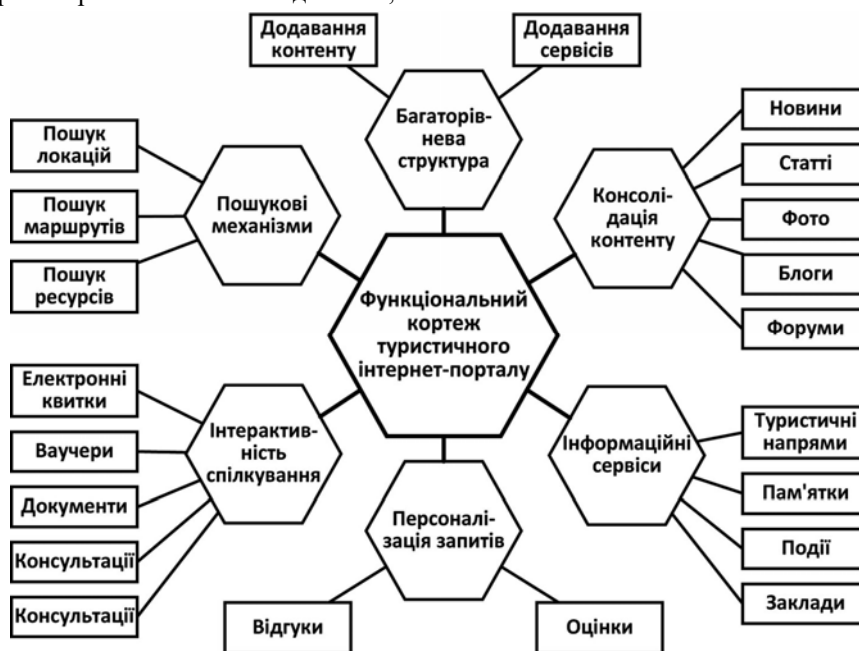 Додавання
контенту
Додавання
сервісів
Багаторів-
нева
структура
Пошук
локацій
Пошук
маршрутів
Пошук
ресурсів
Пошукові
механізми
Консолі-
дація
контенту
Новини
Статті
Фото
Блоги
Форуми
Функціональний
кортеж
туристичного
інтернет-порталу
Електронні
квитки
Ваучери
Документи
Консультації
Консультації
Інтерактив-
ність
спілкування
Персоналі-
зація запитів
Відгуки
Оцінки
Інформаційні
сервіси
Туристичні
напрями
Пам'ятки
Події
Заклади